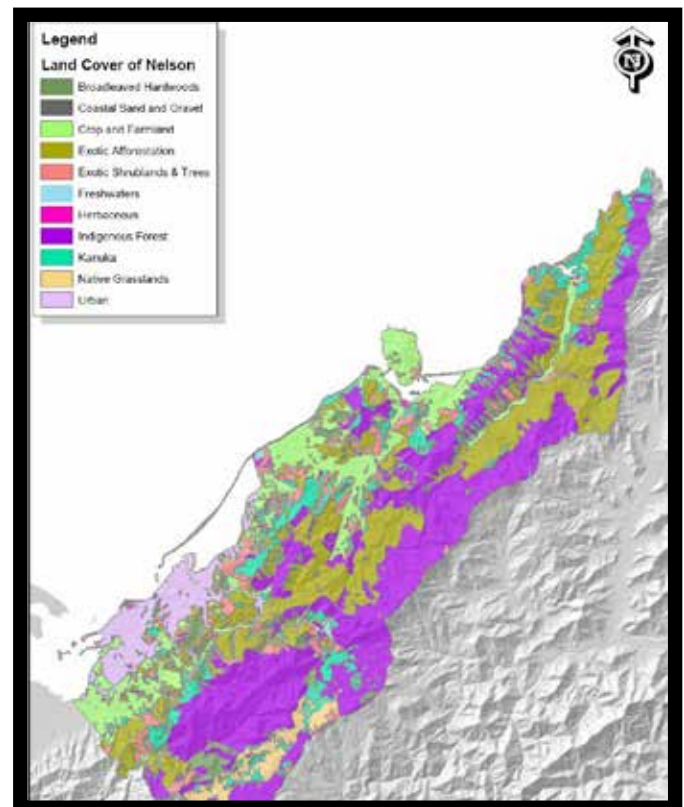 Legend
Land Cover of Nelson
Broadleaved Hardwoods
Coastal Sand and Gravel
Crop and Farmland
Exotic Afforestation
Exotic Shrublands & Trees
Freshwaters
Herbaceous
Indigenous Forest
Kanuka
Native Grasslands
Urban
N